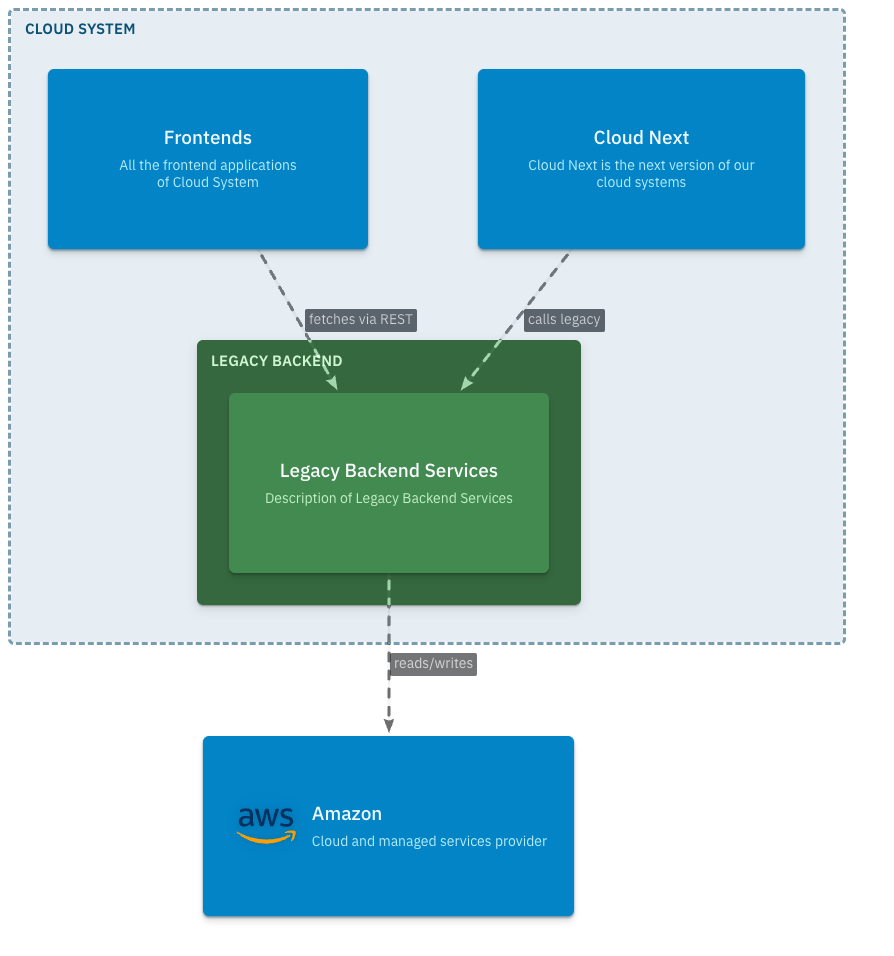 CLOUD SYSTEM
Frontends
All the frontend applications
of Cloud System
Cloud Next
Cloud Next is the next version of our
cloud systems
fetches via REST
calls legacy
LEGACY BACKEND
Legacy Backend Services
Description of Legacy Backend Services
reads/writes
aws
Amazon
Cloud and managed services provider